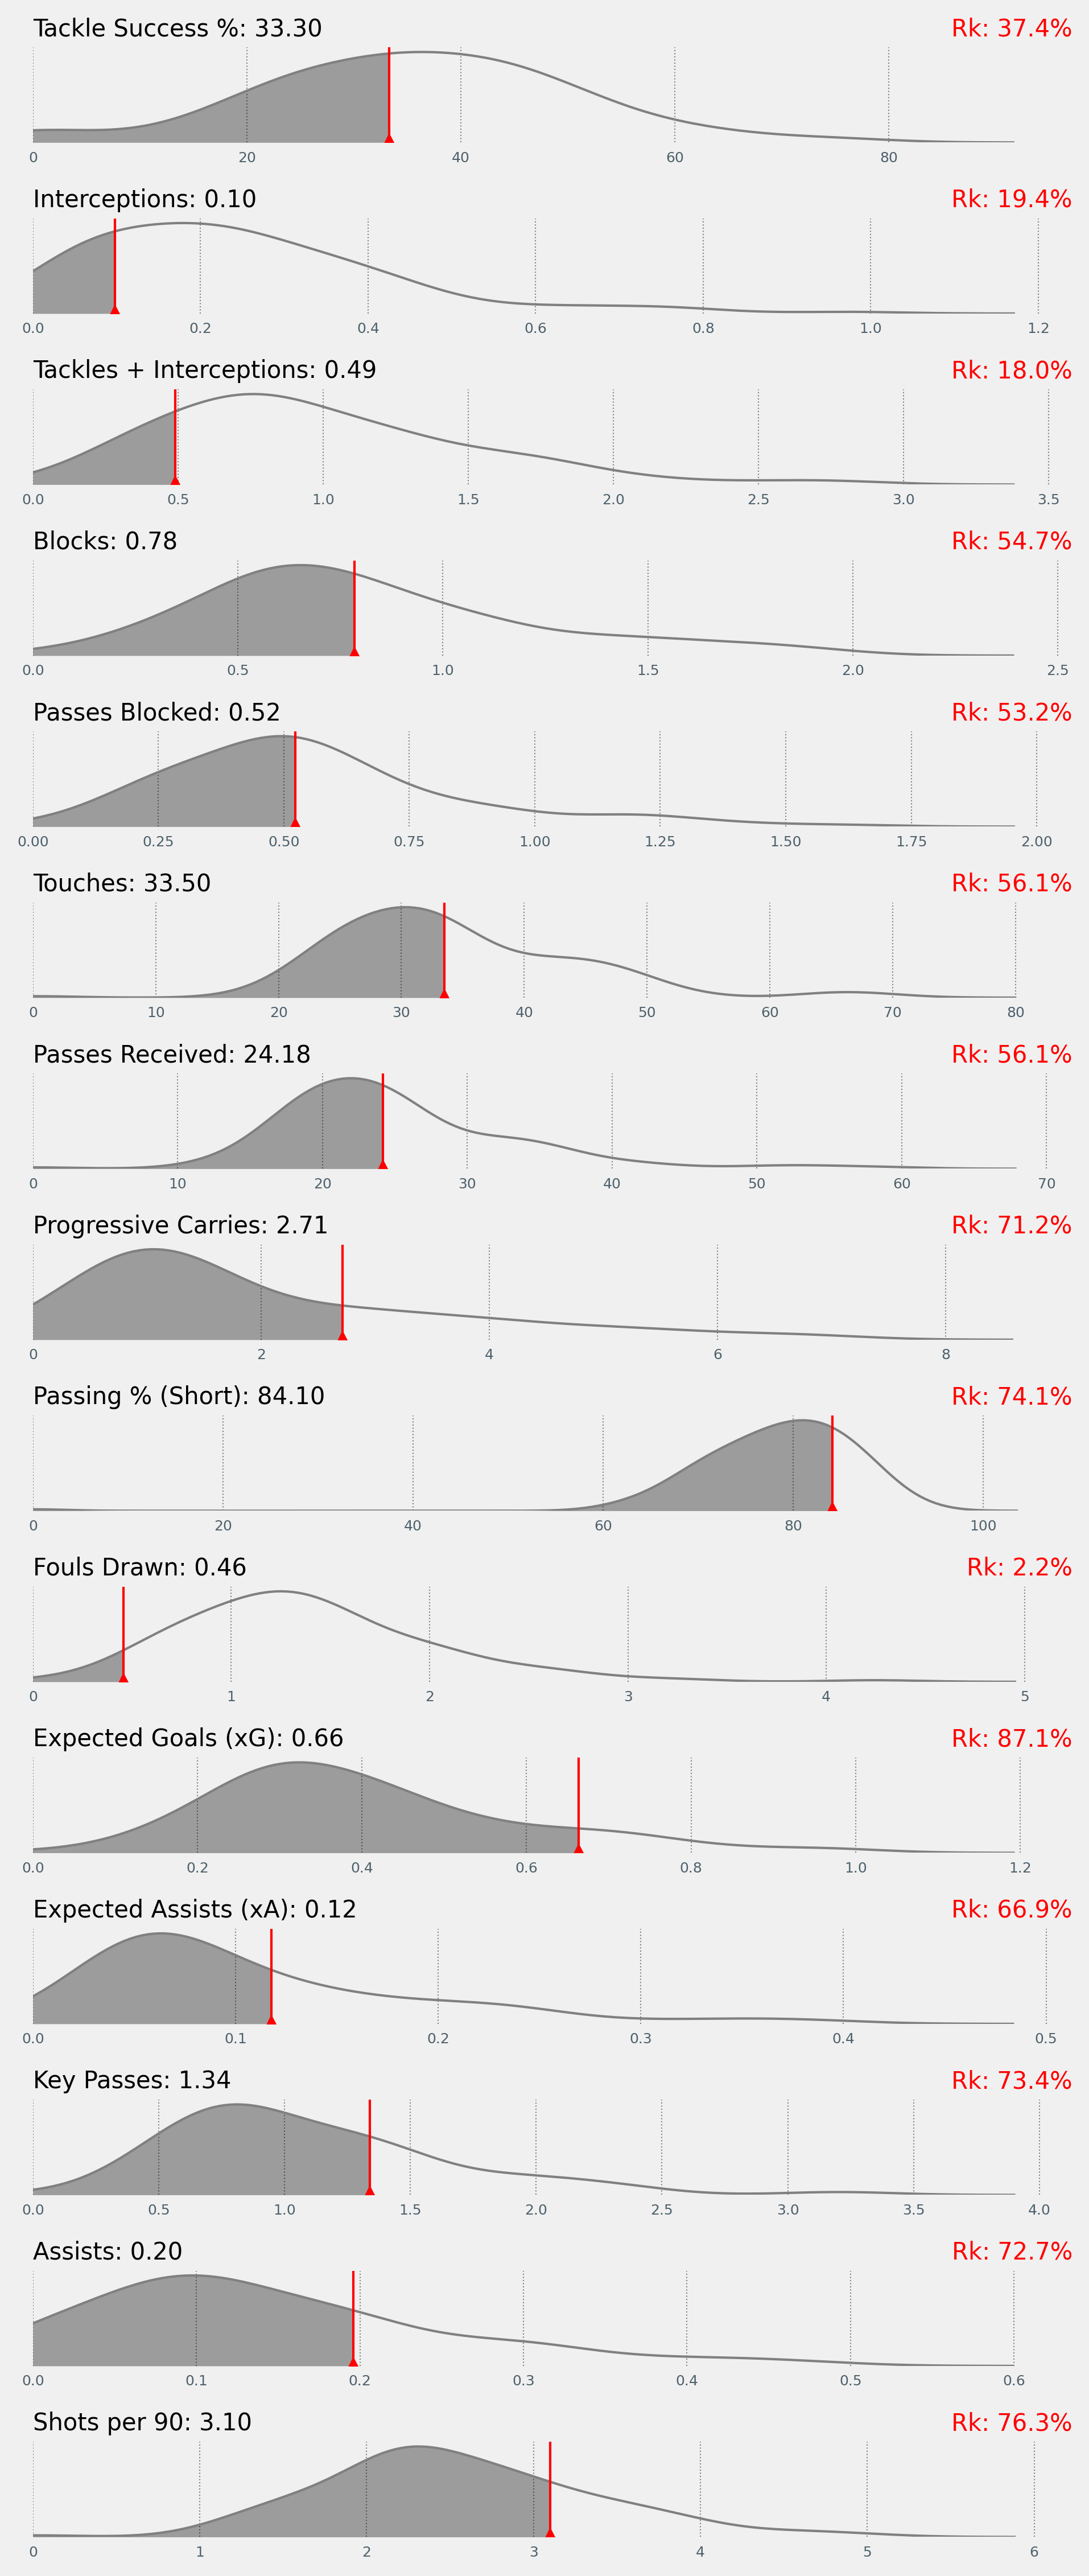 Tackle Success %: 33.30 Rk: 37.4%
0 20 40 60 80
Interceptions: 0.10 Rk: 19.4%
0.0 0.2 0.4 0.6 0.8 1.0 1.2
Tackles + Interceptions: 0.49 Rk: 18.0%
0.0 0.5 1.0 1.5 2.0 2.5 3.0 3.5
Blocks: 0.78 Rk: 54.7%
0.0 0.5 1.0 1.5 2.0 2.5
Passes Blocked: 0.52 Rk: 53.2%
0.00 0.25 0.50 0.75 1.00 1.25 1.50 1.75 2.00
Touches: 33.50 Rk: 56.1%
0 10 20 30 40 50 60 70 80
Passes Received: 24.18 Rk: 56.1%
0 10 20 30 40 50 60 70
Progressive Carries: 2.71 Rk: 71.2%
0 2 4 6 8
Passing % (Short): 84.10 Rk: 74.1%
0 20 40 60 80 100
Fouls Drawn: 0.46 Rk: 2.2%
0 1 2 3 4 5
Expected Goals (xG): 0.66 Rk: 87.1%
0.0 0.2 0.4 0.6 0.8 1.0 1.2
Expected Assists (xA): 0.12 Rk: 66.9%
0.0 0.1 0.2 0.3 0.4 0.5
Key Passes: 1.34 Rk: 73.4%
0.0 0.5 1.0 1.5 2.0 2.5 3.0 3.5 4.0
Assists: 0.20 Rk: 72.7%
0.0 0.1 0.2 0.3 0.4 0.5 0.6
Shots per 90: 3.10 Rk: 76.3%
0 1 2 3 4 5 6